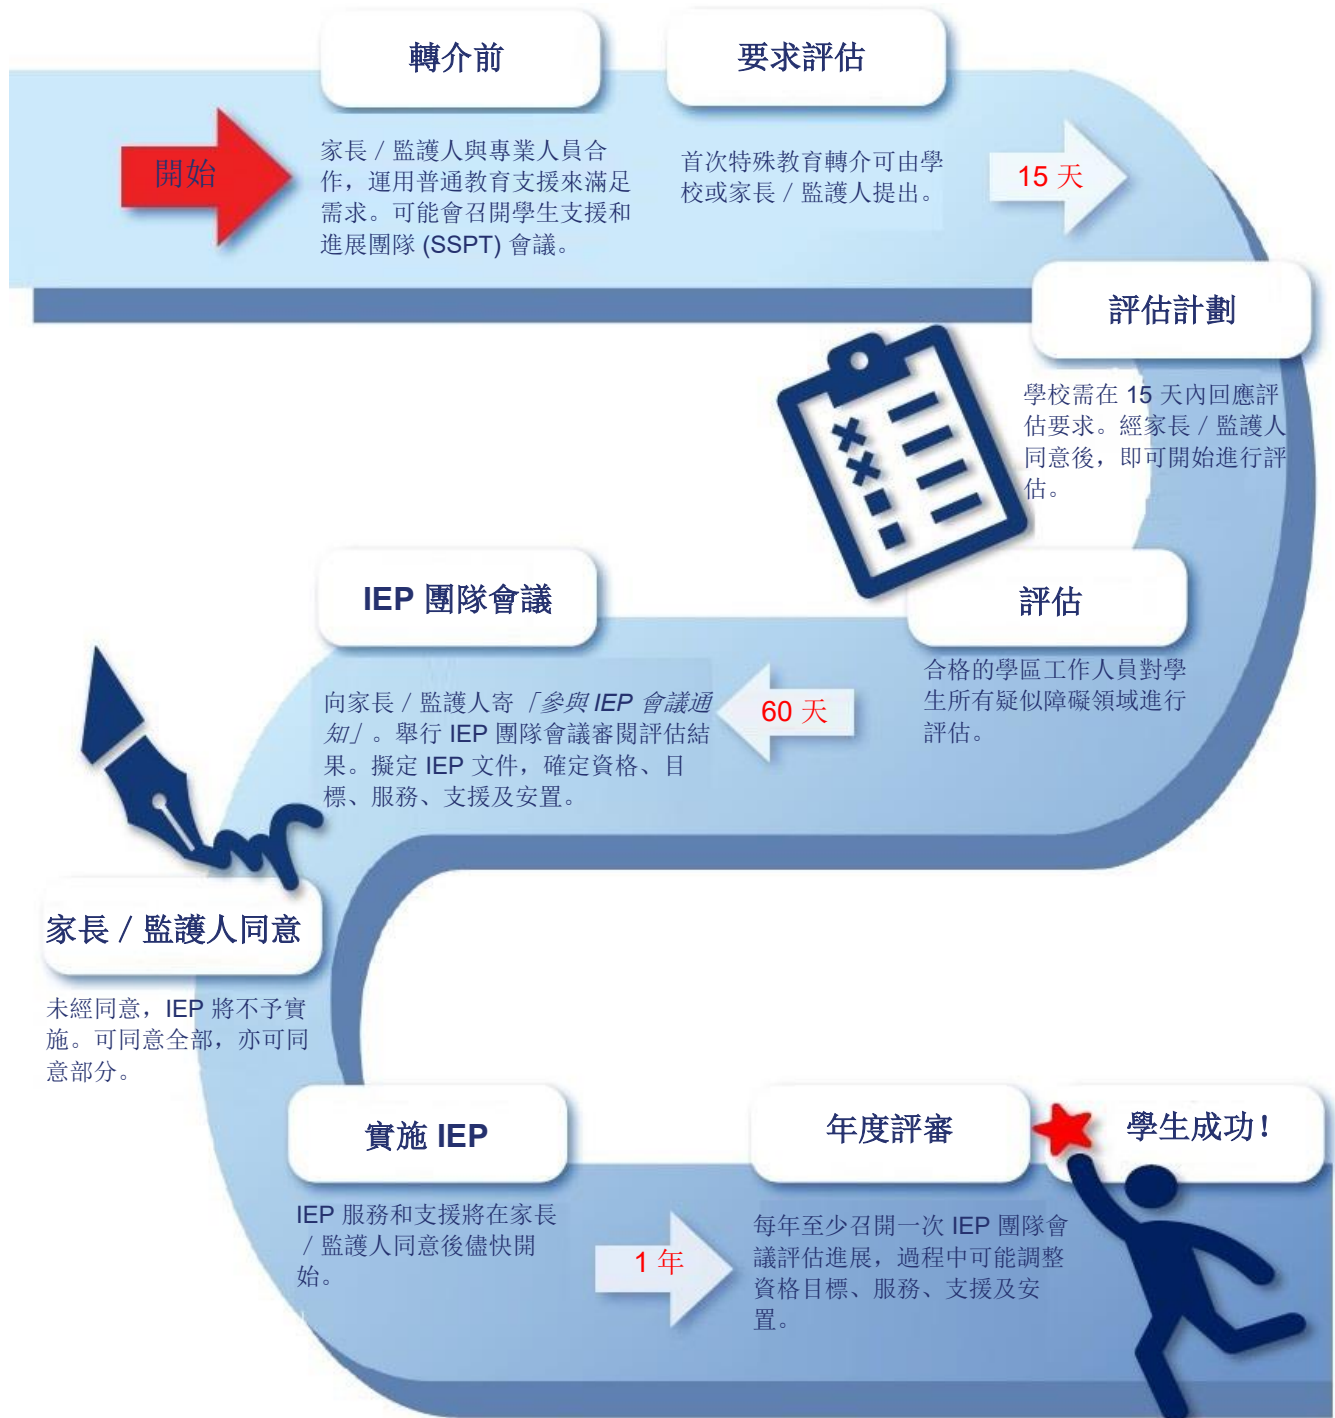 轉介前
要求評估
開始
家長 / 監護人與專業人員合
作，運用普通教育支援來滿足
需求。可能會召開學生支援和
進展團隊 (SSPT) 會議。
首次特殊教育轉介可由學
校或家長 / 監護人提出。
15 天
評估計劃
學校需在 15 天內回應評
估要求。經家長 / 監護人
同意後，即可開始進行評
估。
評估
合格的學區工作人員對學
生所有疑似障礙領域進行
評估。
60 天
IEP 團隊會議
向家長 / 監護人寄「參與 IEP 會議通
知」。舉行 IEP 團隊會議審閱評估結
果。擬定 IEP 文件，確定資格、目
標、服務、支援及安置。
家長 / 監護人同意
未經同意，IEP 將不予實
施。可同意全部，亦可同
意部分。
實施 IEP
IEP 服務和支援將在家長
/ 監護人同意後儘快開
始。
1 年
年度評審
每年至少召開一次 IEP 團隊會
議評估進展，過程中可能調整
資格目標、服務、支援及安
置。
學生成功！